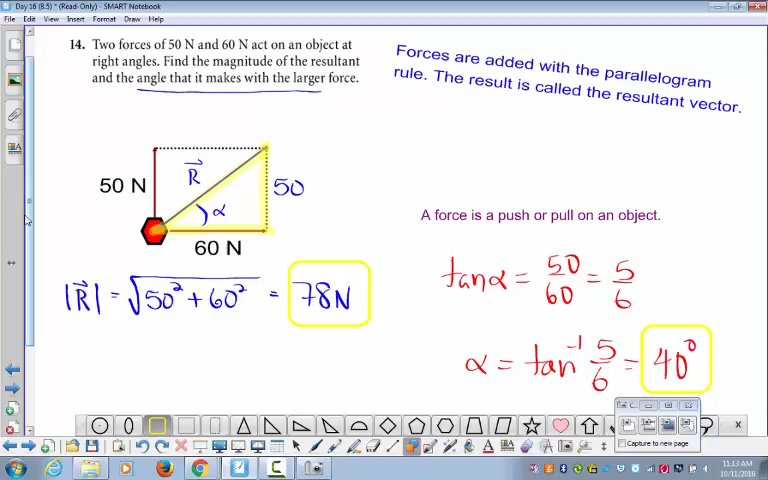 Day 16 (8.5) * (Read-Only) - SMART Notebook
File Edit View Insert Format Draw Help
14. Two forces of 50 N and 60 N act on an object at
right angles. Find the magnitude of the resultant
and the angle that it makes with the larger force.
Forces are added with the parallelogram
rule. The result is called the resultant vector.
50 N
R⃗
α
50
60 N
A force is a push or pull on an object.
|R⃗| = √50² + 60² = 78N
tanα = 50/60 = 5/6
α = tan⁻¹ 5/6 = 40⁰
Capture to new page
11:13 AM
10/11/2016